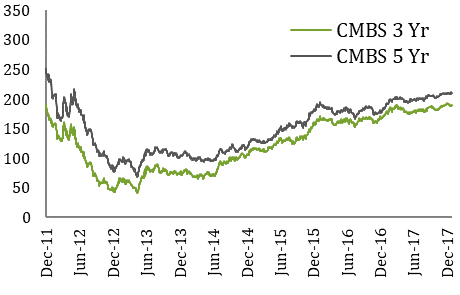 350
300
250
200
150
100
50
0
CMBS 3 Yr
CMBS 5 Yr
Dec-11
Jun-12
Dec-12
Jun-13
Dec-13
Jun-14
Dec-14
Jun-15
Dec-15
Jun-16
Dec-16
Jun-17
Dec-17